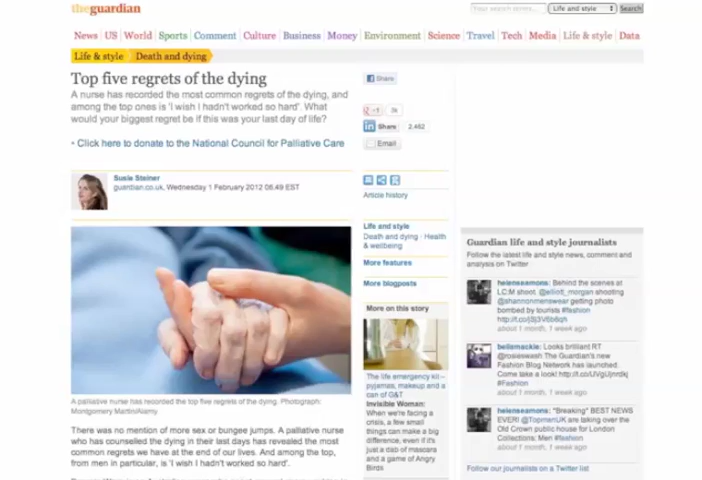 theguardian
Your search terms...
Life and style
Search
News US World Sports Comment Culture Business Money Environment Science Travel Tech Media Life & style Data
Life & style Death and dying
Top five regrets of the dying
A nurse has recorded the most common regrets of the dying, and
among the top ones is 'I wish I hadn't worked so hard'. What
would your biggest regret be if this was your last day of life?
• Click here to donate to the National Council for Palliative Care
Susie Steiner
guardian.co.uk, Wednesday 1 February 2012 06.49 EST
A palliative nurse has recorded the top five regrets of the dying. Photograph:
Montgomery Martin/Alamy
There was no mention of more sex or bungee jumps. A palliative nurse
who has counselled the dying in their last days has revealed the most
common regrets we have at the end of our lives. And among the top,
from men in particular, is 'I wish I hadn't worked so hard'.
Share
+1 3k
Share 2,462
Email
Article history
Life and style
Death and dying · Health
& wellbeing
More features
More blogposts
More on this story
The life emergency kit –
pyjamas, makeup and a
can of G&T
Invisible Woman:
When we're facing a
crisis, a few small
things can make a big
difference, even if it's
just a dab of mascara
and a game of Angry
Birds
Guardian life and style journalists
Follow the latest life and style news, comment and
analysis on Twitter
helenseamons: Behind the scenes at
LC:M shoot. @elliott_morgan shooting
@shannonmenswear getting photo
bombed by tourists #fashion
about 1 month, 1 week ago
bellamackie: Looks brilliant RT
@rosieswash The Guardian's new
Fashion Blog Network has launched.
Come take a look!
#Fashion
about 1 month, 1 week ago
helenseamons: *Breaking* BEST NEWS
EVER! @TopmanUK are taking over the
Old Crown public house for London
Collections: Men #fashion
about 1 month, 1 week ago
Follow our journalists on a Twitter list